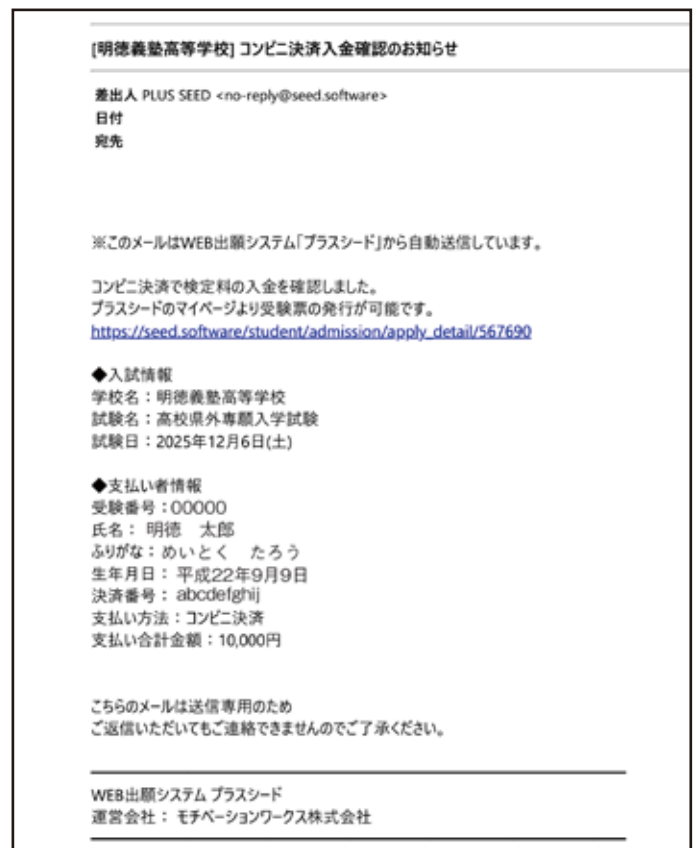 [明徳義塾高等学校] コンビニ決済入金確認のお知らせ
差出人 PLUS SEED <no-reply@seed.software>
日付
宛先
※このメールはWEB出願システム「プラスシード」から自動送信しています。
コンビニ決済で検定料の入金を確認しました。
プラスシードのマイページより受験票の発行が可能です。
https://seed.software/student/admission/apply_detail/567690
◆入試情報
学校名：明徳義塾高等学校
試験名：高校県外専願入学試験
試験日：2025年12月6日(土)
◆支払い者情報
受験番号：00000
氏名： 明徳　太郎
ふりがな：めいとく　たろう
生年月日： 平成22年9月9日
決済番号： abcdefghij
支払い方法：コンビニ決済
支払い合計金額：10,000円
こちらのメールは送信専用のため
ご返信いただいてもご連絡できませんのでご了承ください。
WEB出願システム プラスシード
運営会社： モチベーションワークス株式会社